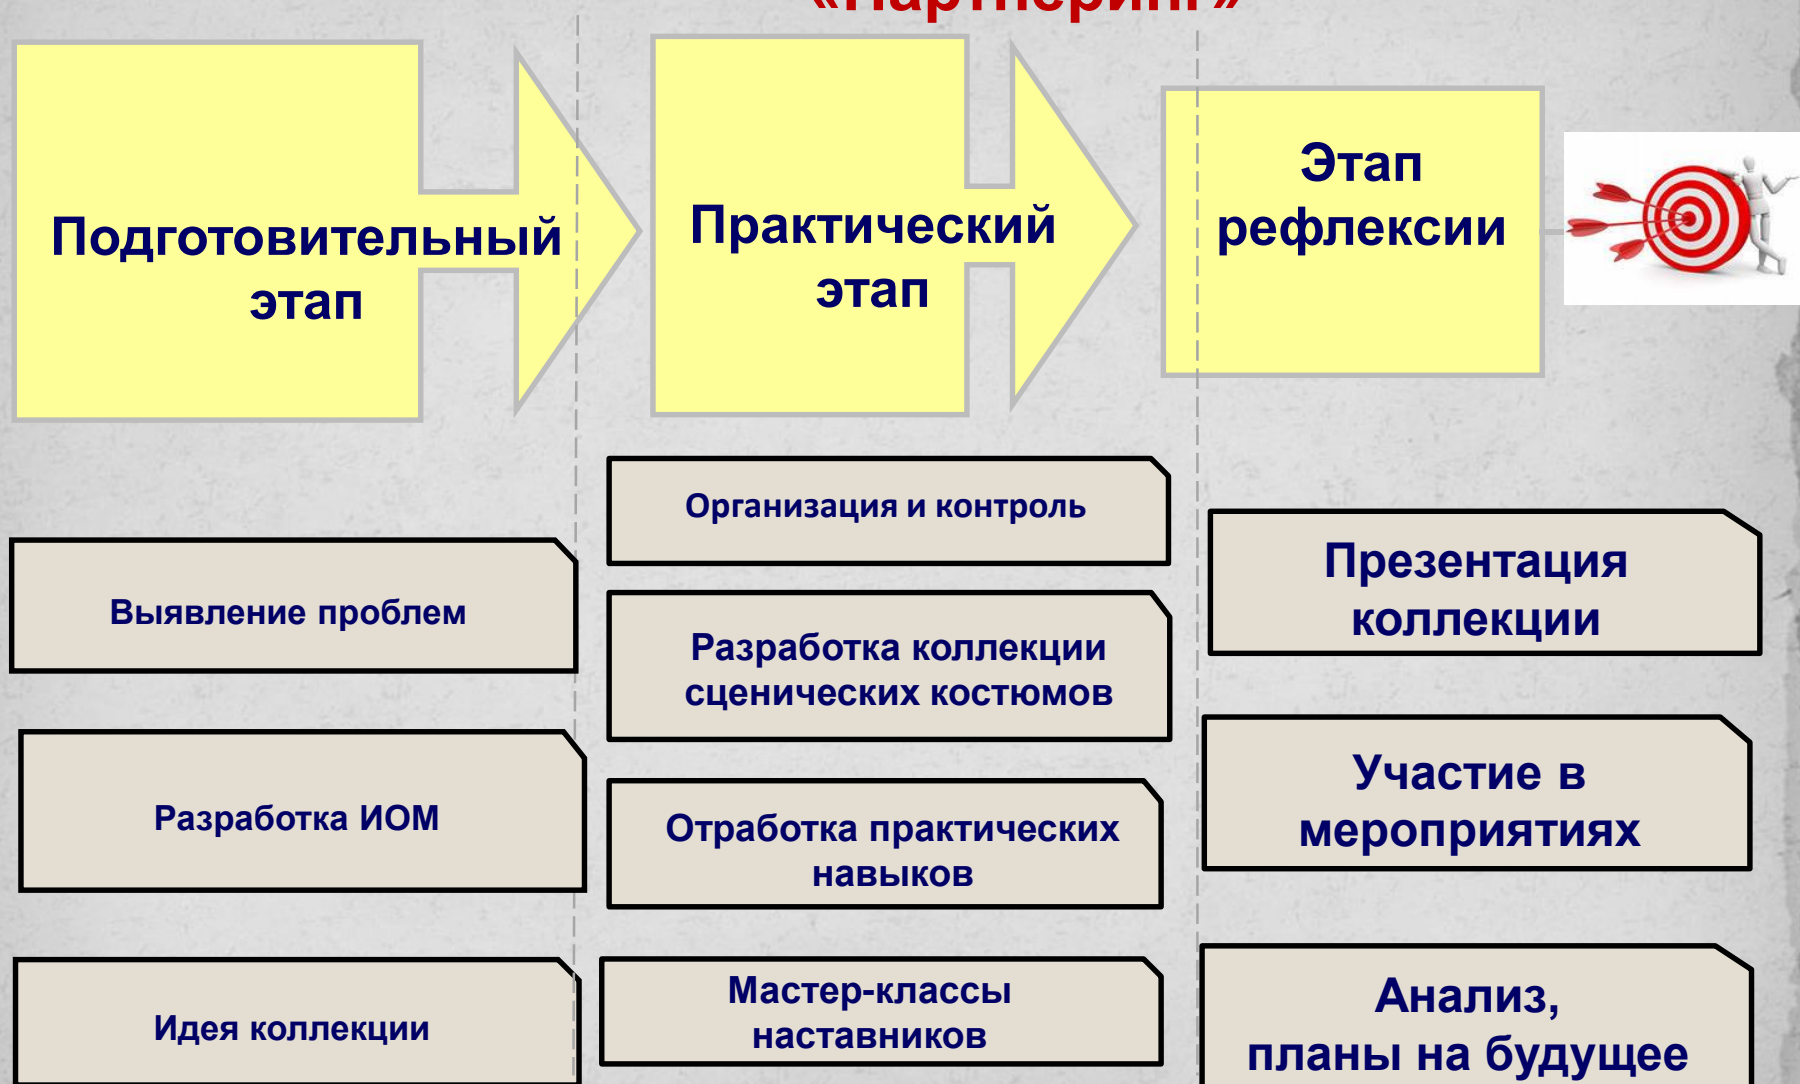 «Партнеринг»
Подготовительный
этап
Практический
этап
Этап
рефлексии
Выявление проблем
Разработка ИОМ
Идея коллекции
Организация и контроль
Разработка коллекции
сценических костюмов
Отработка практических
навыков
Мастер-классы
наставников
Презентация
коллекции
Участие в
мероприятиях
Анализ,
планы на будущее